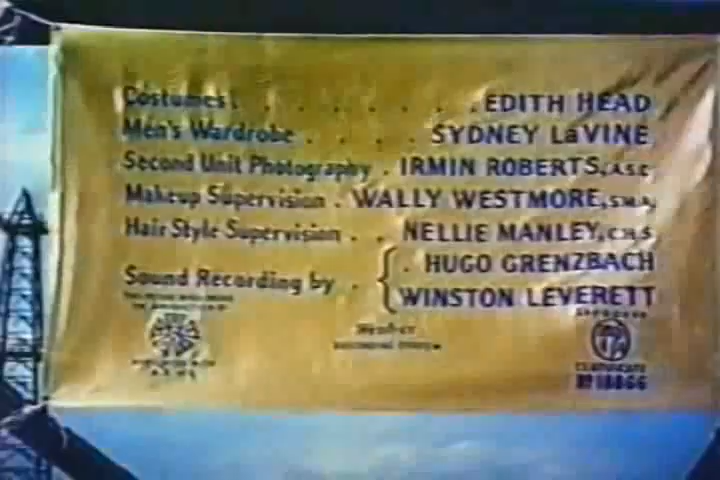 Costumes . . . . . . . . EDITH HEAD
Men's Wardrobe . . . . SYDNEY LaVINE
Second Unit Photography . IRMIN ROBERTS, A.S.C.
Makeup Supervision . WALLY WESTMORE, S.M.A.
Hair Style Supervision . . NELLIE MANLEY, C.H.S.
Sound Recording by . { . HUGO GRENZBACH
WINSTON LEVERETT
APPROVED
CERTIFICATE
Nº 18866